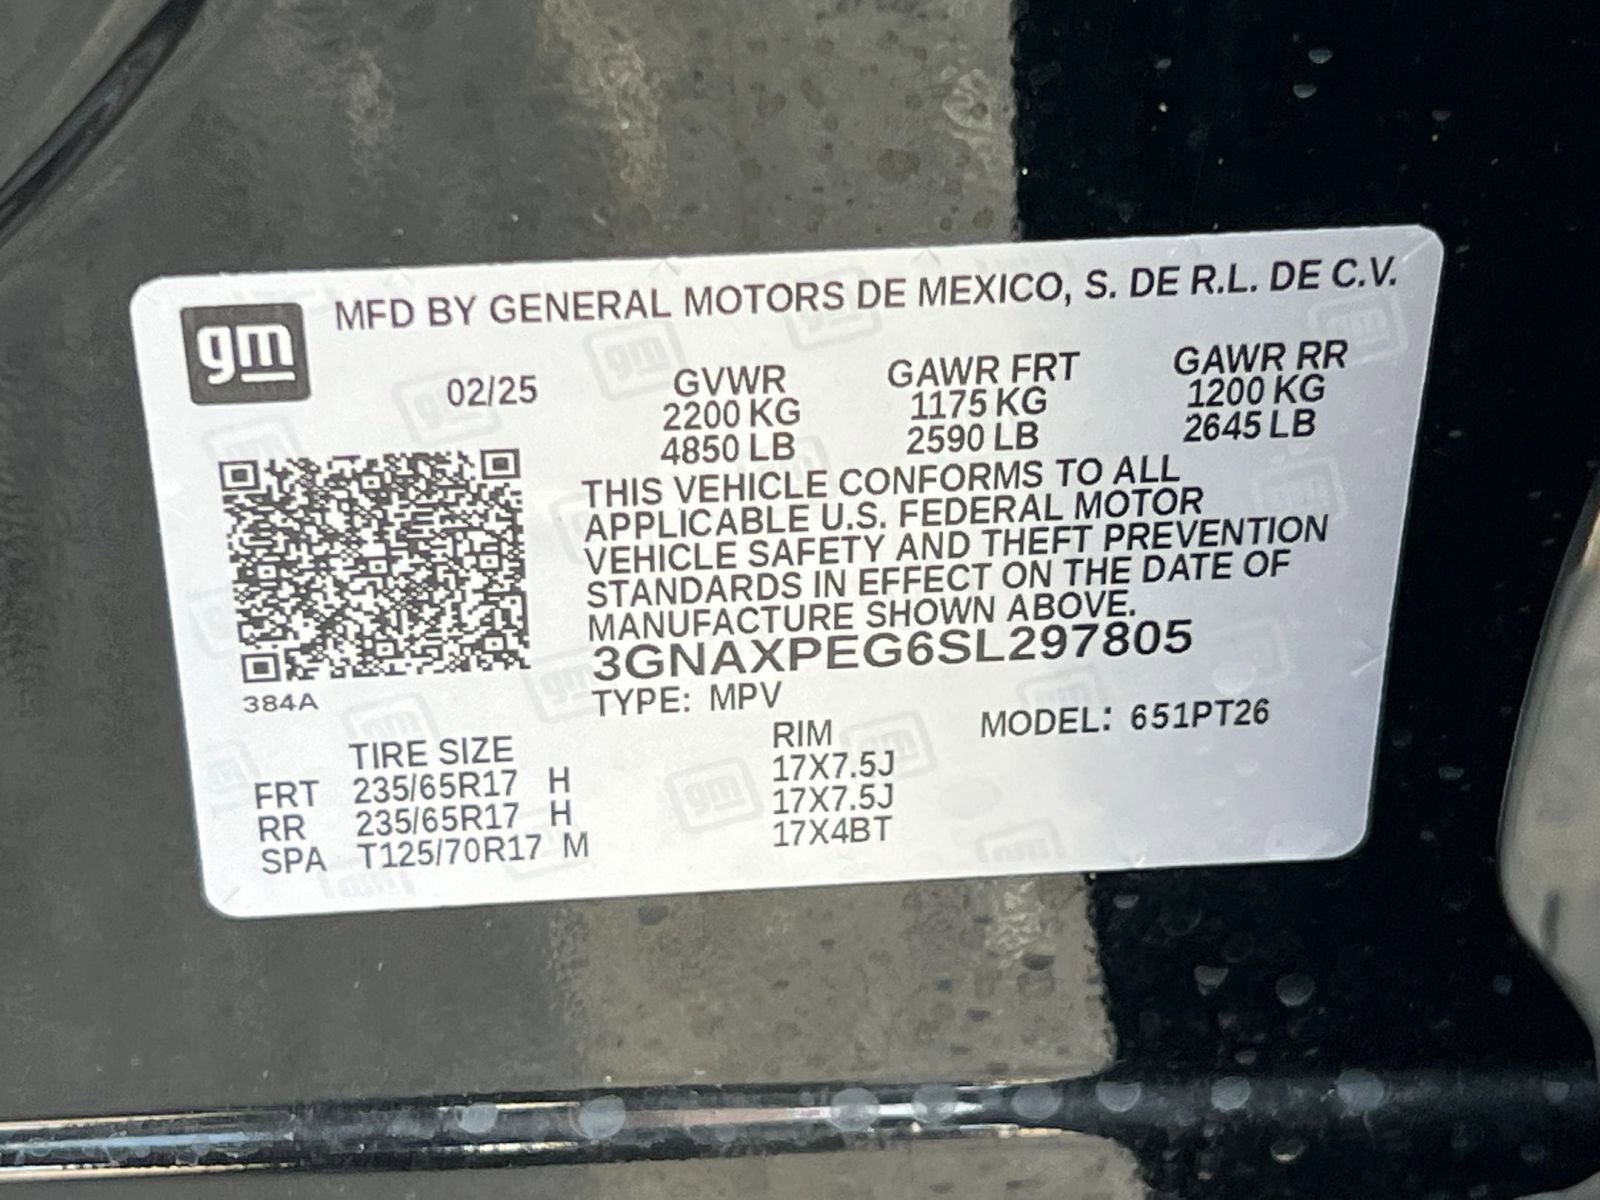 gm MFD BY GENERAL MOTORS DE MEXICO, S. DE R.L. DE C.V.
02/25 GVWR GAWR FRT GAWR RR
2200 KG 1175 KG 1200 KG
4850 LB 2590 LB 2645 LB
THIS VEHICLE CONFORMS TO ALL
APPLICABLE U.S. FEDERAL MOTOR
VEHICLE SAFETY AND THEFT PREVENTION
STANDARDS IN EFFECT ON THE DATE OF
MANUFACTURE SHOWN ABOVE.
3GNAXPEG6SL297805
384A
TYPE: MPV MODEL: 651PT26
TIRE SIZE RIM
FRT 235/65R17 H 17X7.5J
RR 235/65R17 H 17X7.5J
SPA T125/70R17 M 17X4BT